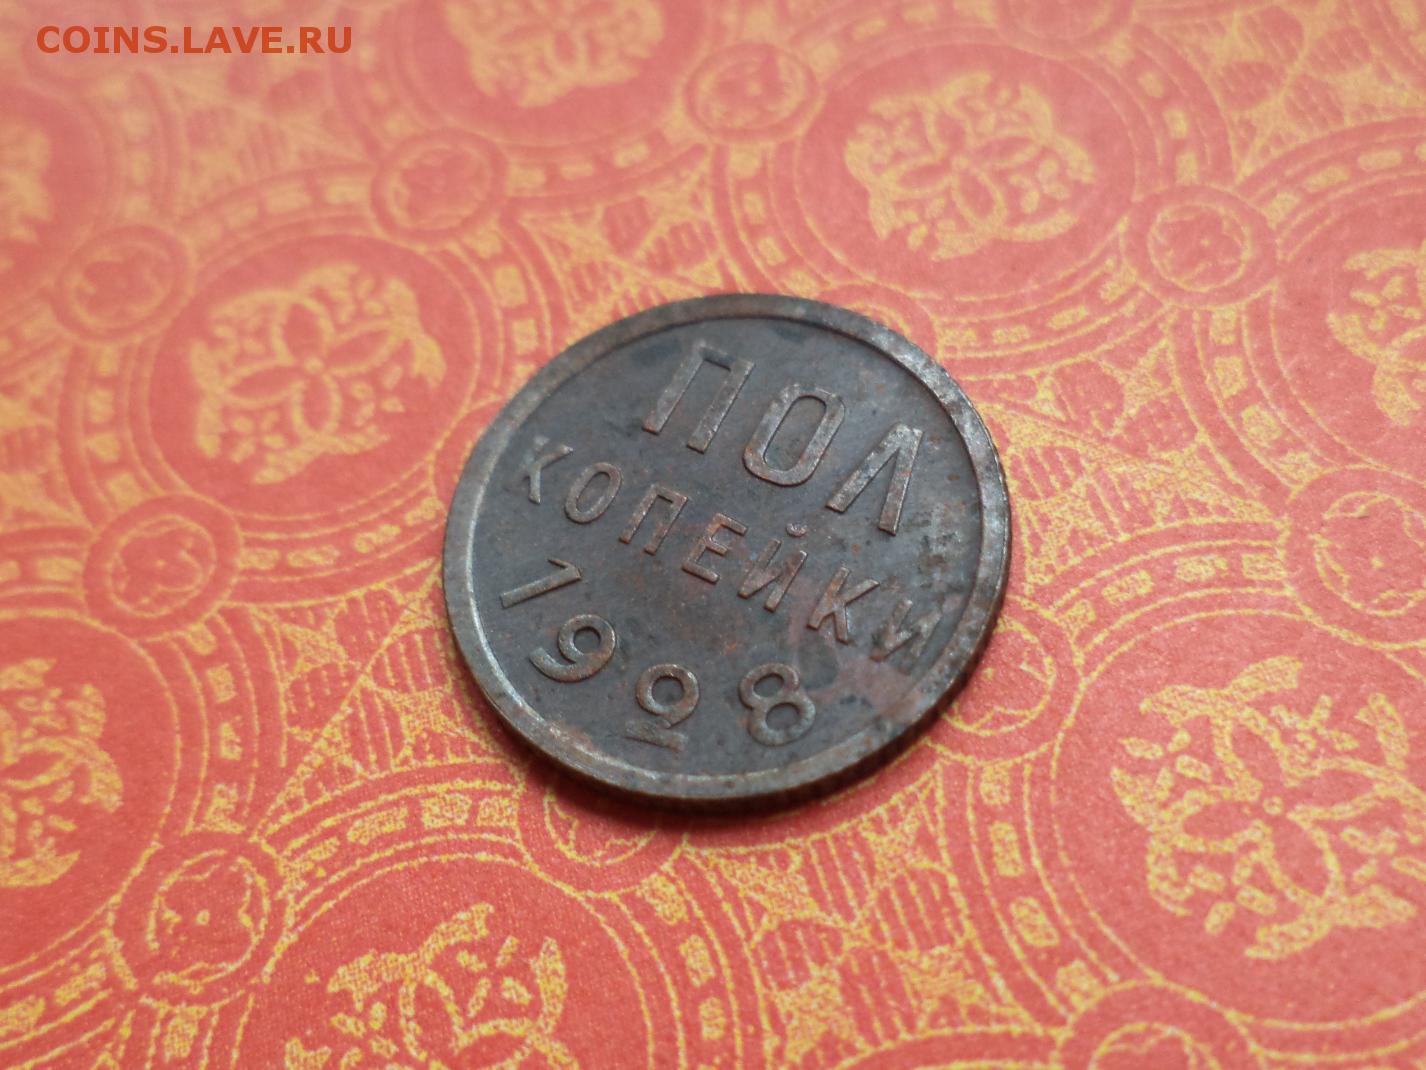 COINS.LAVE.RU
ПОЛ
КОПЕЙКИ
1928